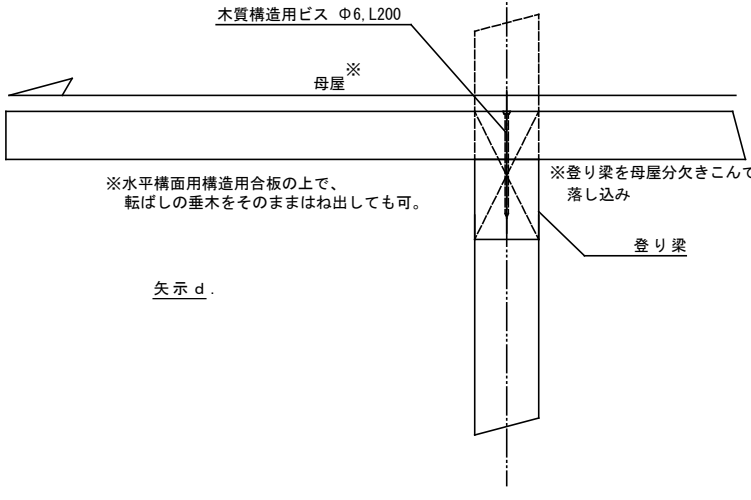 木質構造用ビス Φ6,L200
母屋※
※水平構面用構造用合板の上で、
転ばしの垂木をそのままはね出しても可。
※登り梁を母屋分欠きこんで
落し込み
登り梁
矢示ｄ.